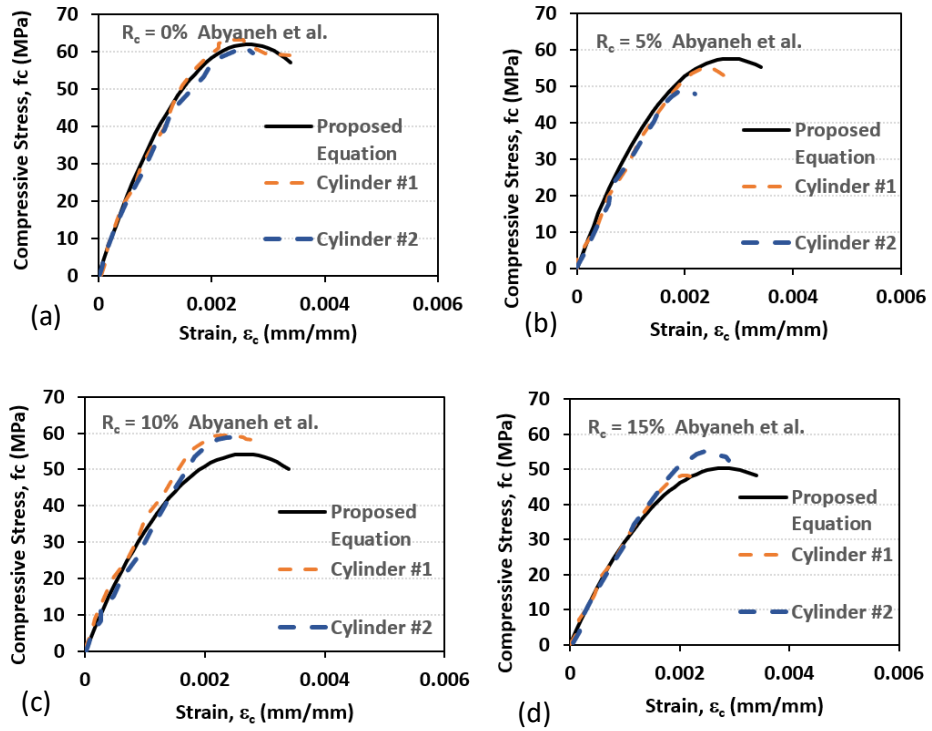 Compressive Stress, fc (MPa)
70
60
50
40
30
20
10
0
R_c = 0%  Abyaneh et al.
Proposed
Equation
Cylinder #1
Cylinder #2
0
0.002
0.004
0.006
Strain, ε_c (mm/mm)
(a)
Compressive Stress, fc (MPa)
70
60
50
40
30
20
10
0
R_c = 5%  Abyaneh et al.
Proposed
Equation
Cylinder #1
Cylinder #2
0
0.002
0.004
0.006
Strain, ε_c (mm/mm)
(b)
Compressive Stress, fc (MPa)
70
60
50
40
30
20
10
0
R_c = 10%  Abyaneh et al.
Proposed
Equation
Cylinder #1
Cylinder #2
0
0.002
0.004
0.006
Strain, ε_c (mm/mm)
(c)
Compressive Stress, fc (MPa)
70
60
50
40
30
20
10
0
R_c = 15%  Abyaneh et al.
Proposed
Equation
Cylinder #1
Cylinder #2
0
0.002
0.004
0.006
Strain, ε_c (mm/mm)
(d)